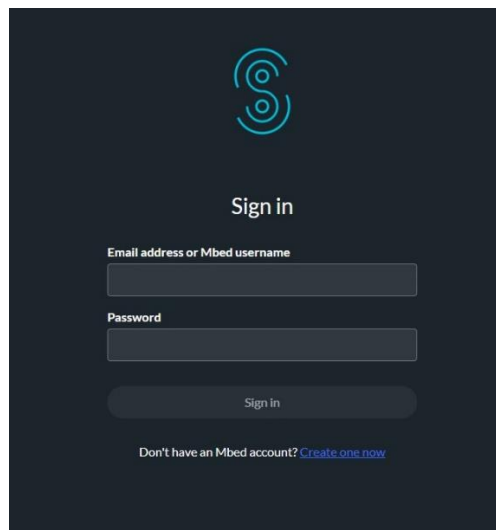 Sign in
Email address or Mbed username
Password
Sign in
Don't have an Mbed account? Create one now